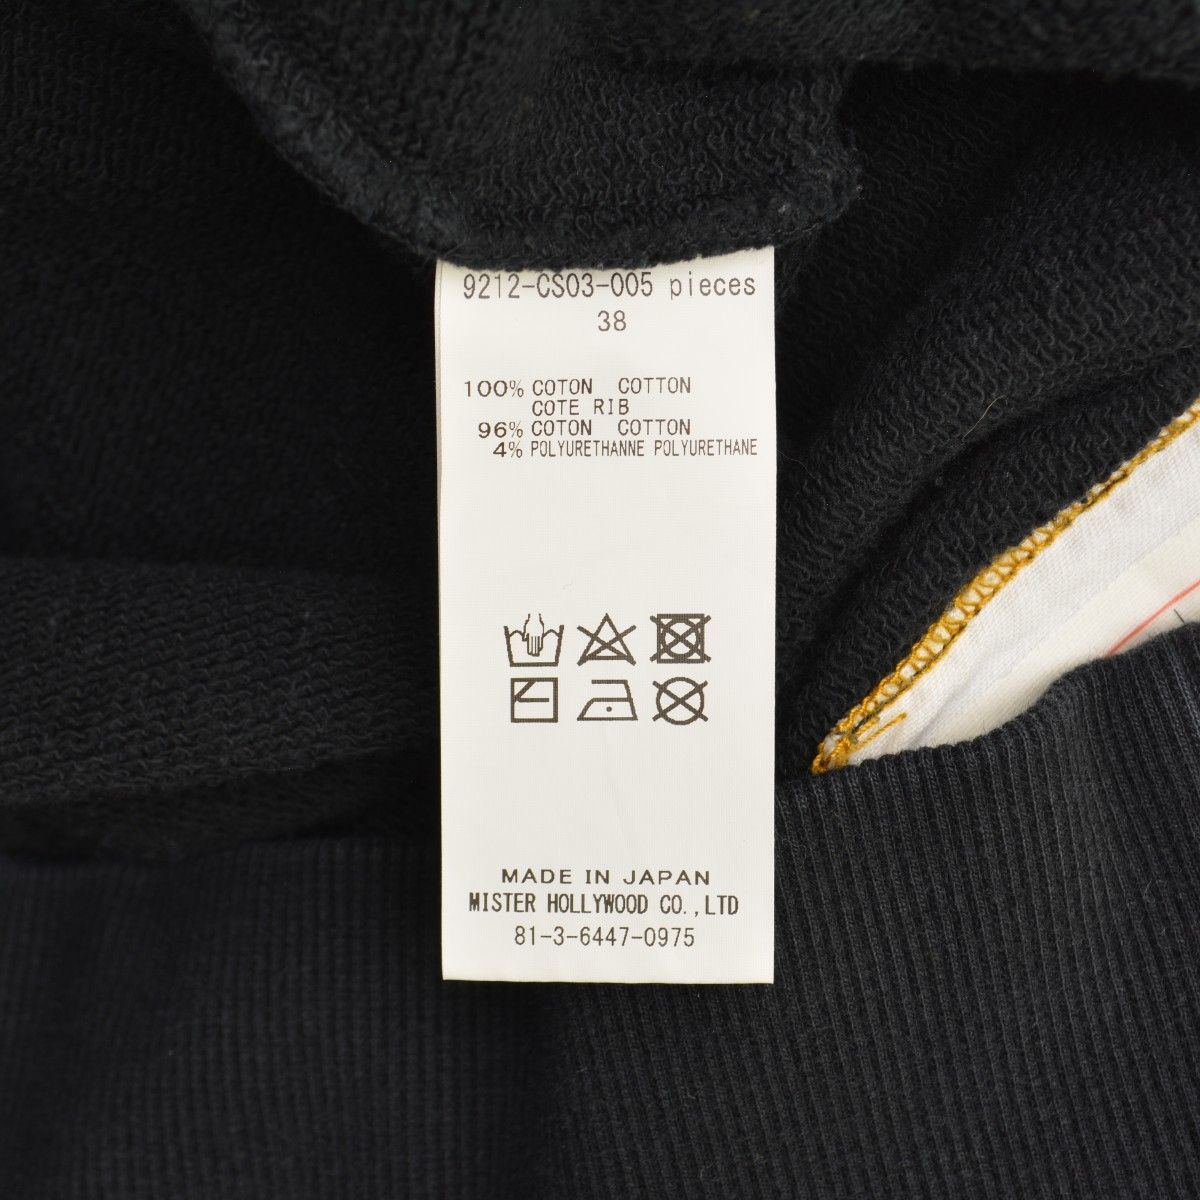 9212-CS03-005 pieces
38
100% COTON COTTON
COTE RIB
96% COTON COTTON
4% POLYURETHANNE POLYURETHANE
MADE IN JAPAN
MISTER HOLLYWOOD CO.,LTD
81-3-6447-0975